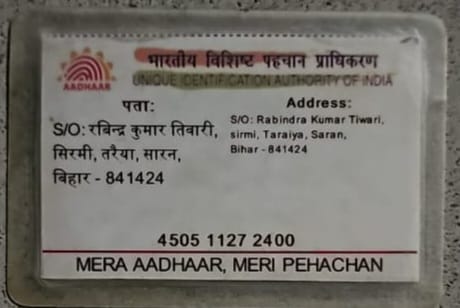 भारतीय विशिष्ट पहचान प्राधिकरण
AADHAAR
UNIQUE IDENTIFICATION AUTHORITY OF INDIA
पता:
S/O: रबिन्द्र कुमार तिवारी,
सिरमी, तरैया, सारन,
बिहार - 841424
Address:
S/O: Rabindra Kumar Tiwari,
sirmi, Taraiya, Saran,
Bihar - 841424
4505 1127 2400
MERA AADHAAR, MERI PEHACHAN